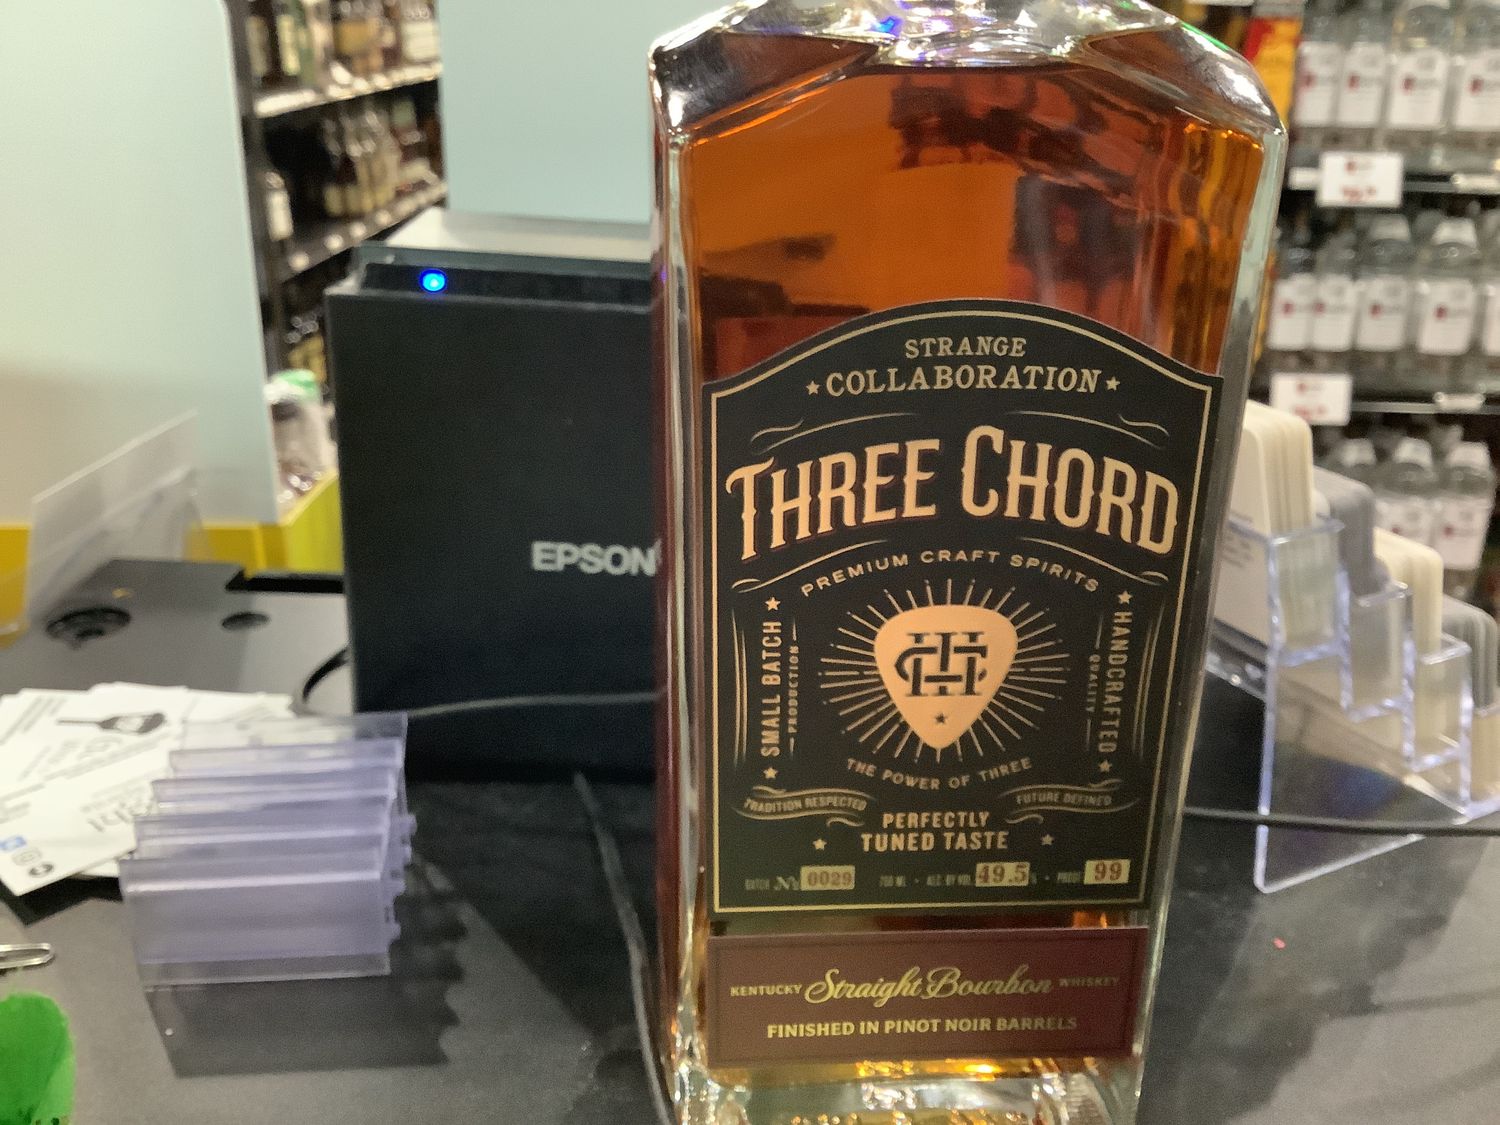 STRANGE
COLLABORATION
THREE CHORD
PREMIUM CRAFT SPIRITS
SMALL BATCH
PRODUCTION
HANDCRAFTED
QUALITY
THE POWER OF THREE
TRADITION RESPECTED
FUTURE DEFINED
PERFECTLY
TUNED TASTE
BATCH Nº 0029 750 ML • ALC. BY VOL. 49.5% • PROOF 99
KENTUCKY Straight Bourbon WHISKEY
FINISHED IN PINOT NOIR BARRELS
EPSON